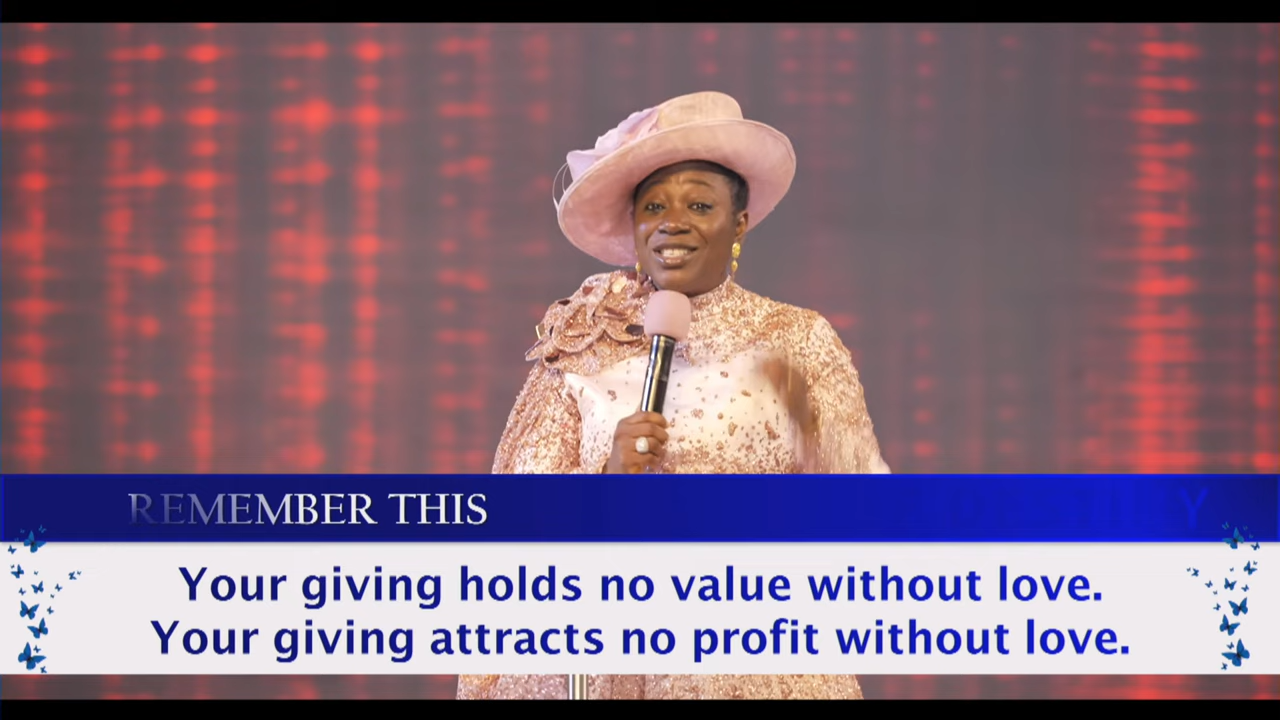 REMEMBER THIS
Your giving holds no value without love.
Your giving attracts no profit without love.